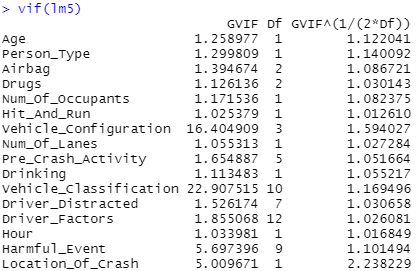 > vif(lm5)
GVIF Df GVIF^(1/(2*Df))
Age 1.258977 1 1.122041
Person_Type 1.299809 1 1.140092
Airbag 1.394674 2 1.086721
Drugs 1.126136 2 1.030143
Num_Of_Occupants 1.171536 1 1.082375
Hit_And_Run 1.025379 1 1.012610
Vehicle_Configuration 16.404909 3 1.594027
Num_Of_Lanes 1.055313 1 1.027284
Pre_Crash_Activity 1.654887 5 1.051664
Drinking 1.113483 1 1.055217
Vehicle_Classification 22.907515 10 1.169496
Driver_Distracted 1.526174 7 1.030658
Driver_Factors 1.855068 12 1.026081
Hour 1.033981 1 1.016849
Harmful_Event 5.697396 9 1.101494
Location_Of_Crash 5.009671 1 2.238229